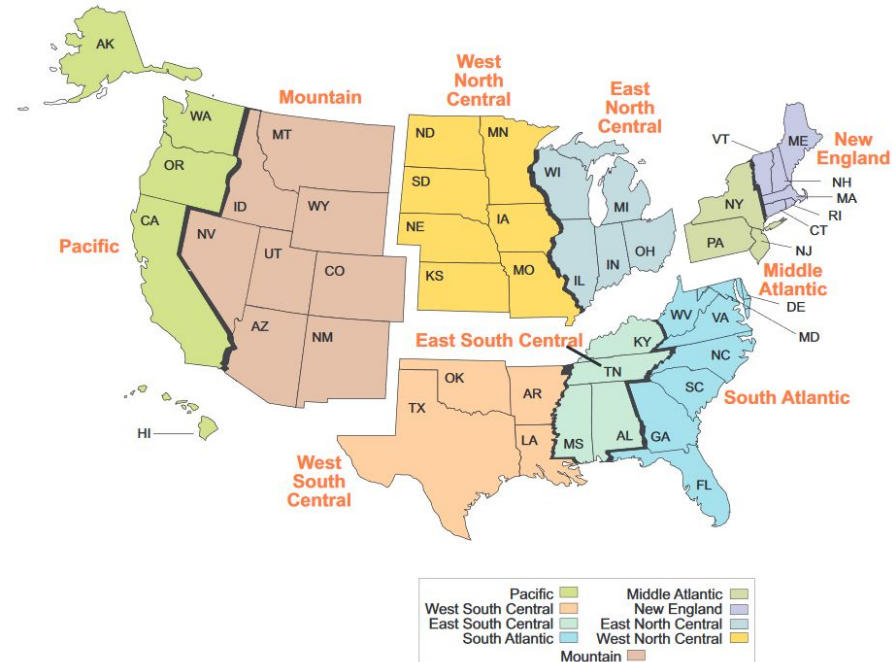 AK
WA
OR
CA
Pacific
HI
Mountain
MT
ID
WY
NV
UT
CO
AZ
NM
West
North
Central
ND
MN
SD
IA
NE
KS
MO
East
North
Central
WI
MI
IL
IN
OH
New
England
VT
ME
NH
MA
RI
CT
NY
PA
NJ
Middle
Atlantic
DE
MD
WV
VA
NC
SC
GA
FL
South Atlantic
East South Central
KY
TN
MS
AL
OK
TX
AR
LA
West
South
Central
Pacific
West South Central
East South Central
South Atlantic
Middle Atlantic
New England
East North Central
West North Central
Mountain